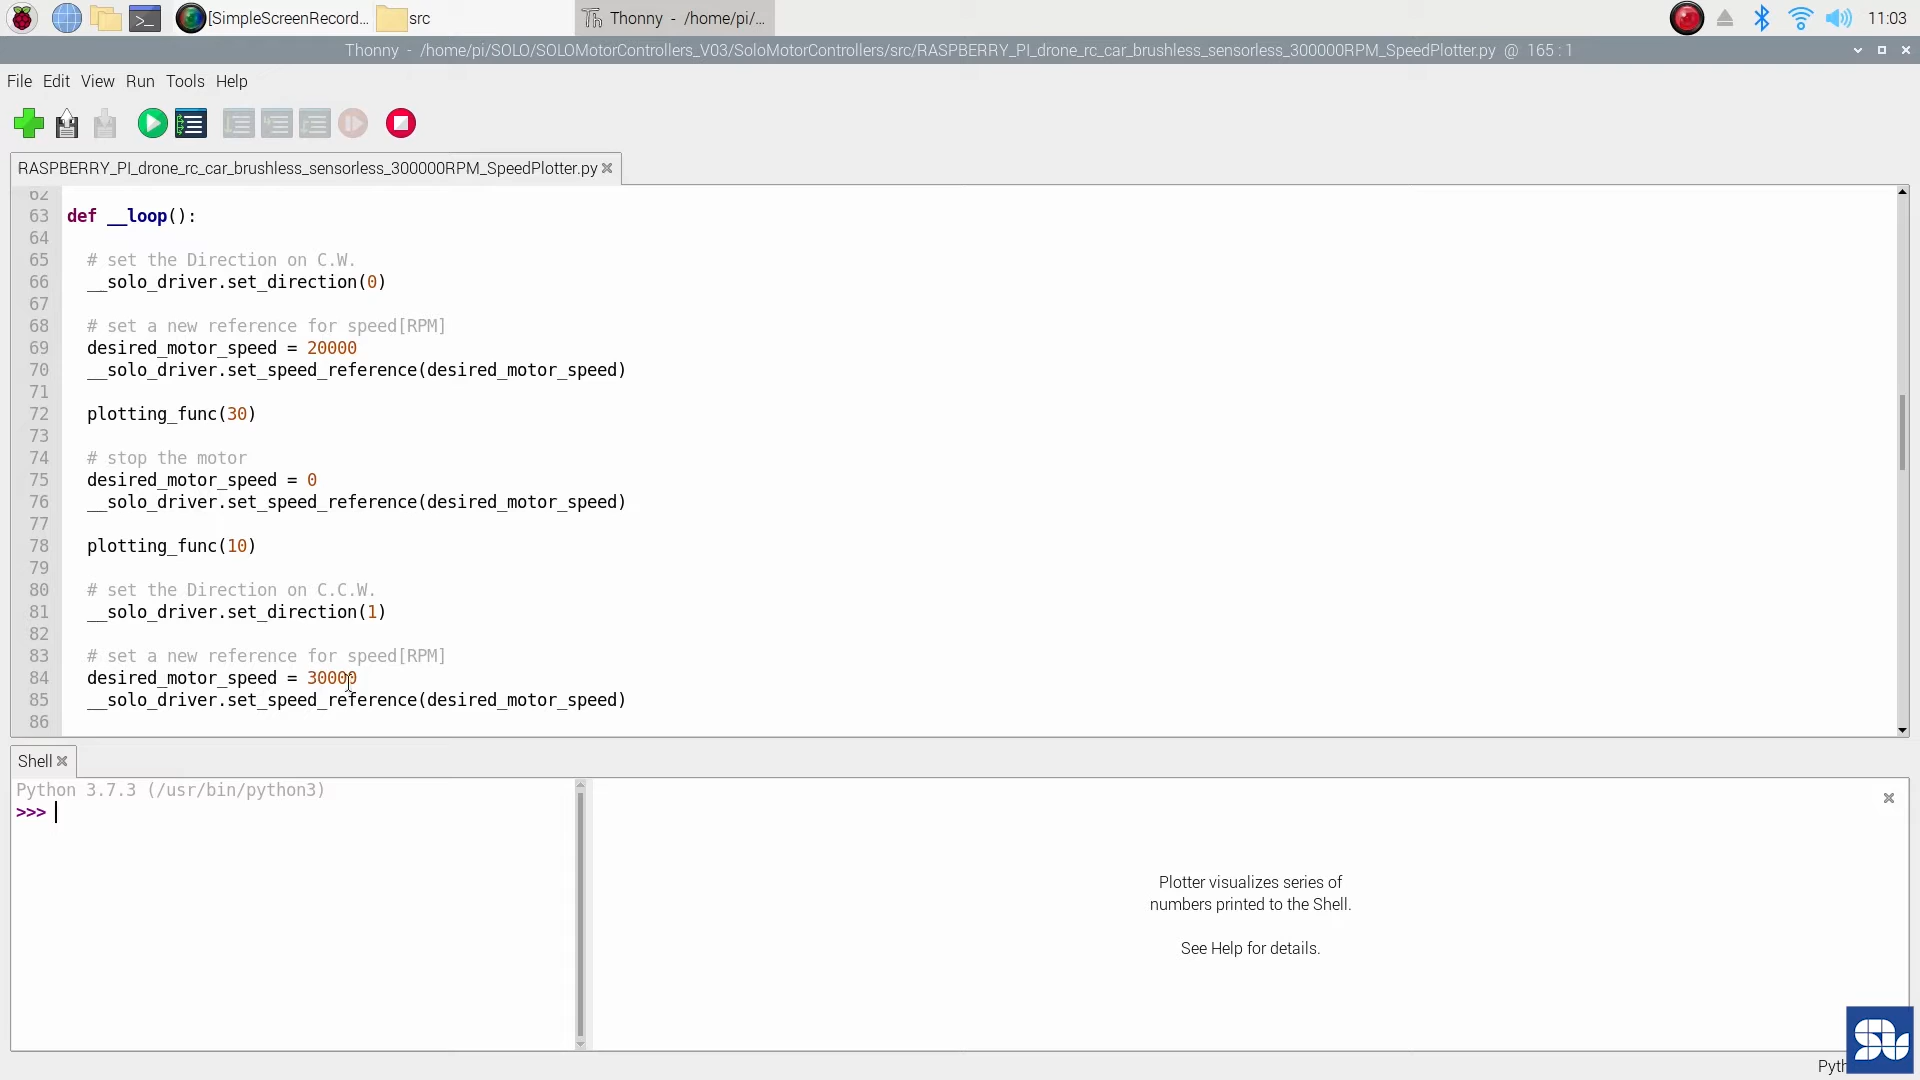 [SimpleScreenRecord...
src
Thonny - /home/pi/...
11:03
Thonny - /home/pi/SOLO/SOLOMotorControllers_V03/SoloMotorControllers/src/RASPBERRY_PI_drone_rc_car_brushless_sensorless_300000RPM_SpeedPlotter.py @ 165 : 1
File Edit View Run Tools Help
RASPBERRY_PI_drone_rc_car_brushless_sensorless_300000RPM_SpeedPlotter.py
62
63 def __loop():
64
65 # set the Direction on C.W.
66 __solo_driver.set_direction(0)
67
68 # set a new reference for speed[RPM]
69 desired_motor_speed = 20000
70 __solo_driver.set_speed_reference(desired_motor_speed)
71
72 plotting_func(30)
73
74 # stop the motor
75 desired_motor_speed = 0
76 __solo_driver.set_speed_reference(desired_motor_speed)
77
78 plotting_func(10)
79
80 # set the Direction on C.C.W.
81 __solo_driver.set_direction(1)
82
83 # set a new reference for speed[RPM]
84 desired_motor_speed = 30000
85 __solo_driver.set_speed_reference(desired_motor_speed)
86
Shell
Python 3.7.3 (/usr/bin/python3)
>>>
Plotter visualizes series of
numbers printed to the Shell.
See Help for details.